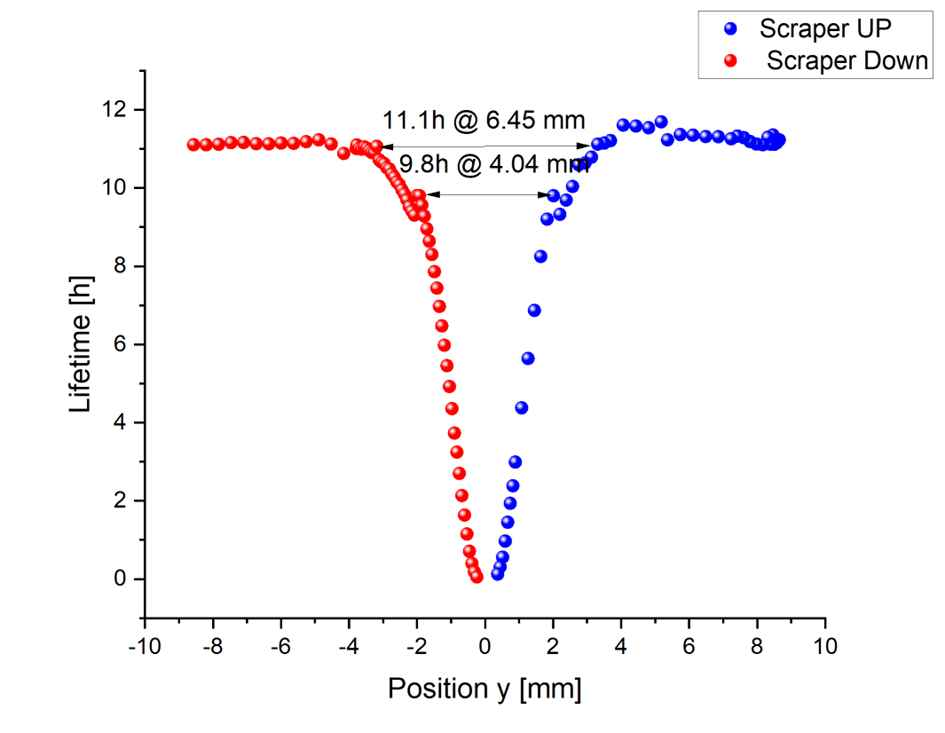 Scraper UP
Scraper Down
12
10
8
6
4
2
0
Lifetime [h]
11.1h @ 6.45 mm
9.8h @ 4.04 mm
-10 -8 -6 -4 -2 0 2 4 6 8 10
Position y [mm]